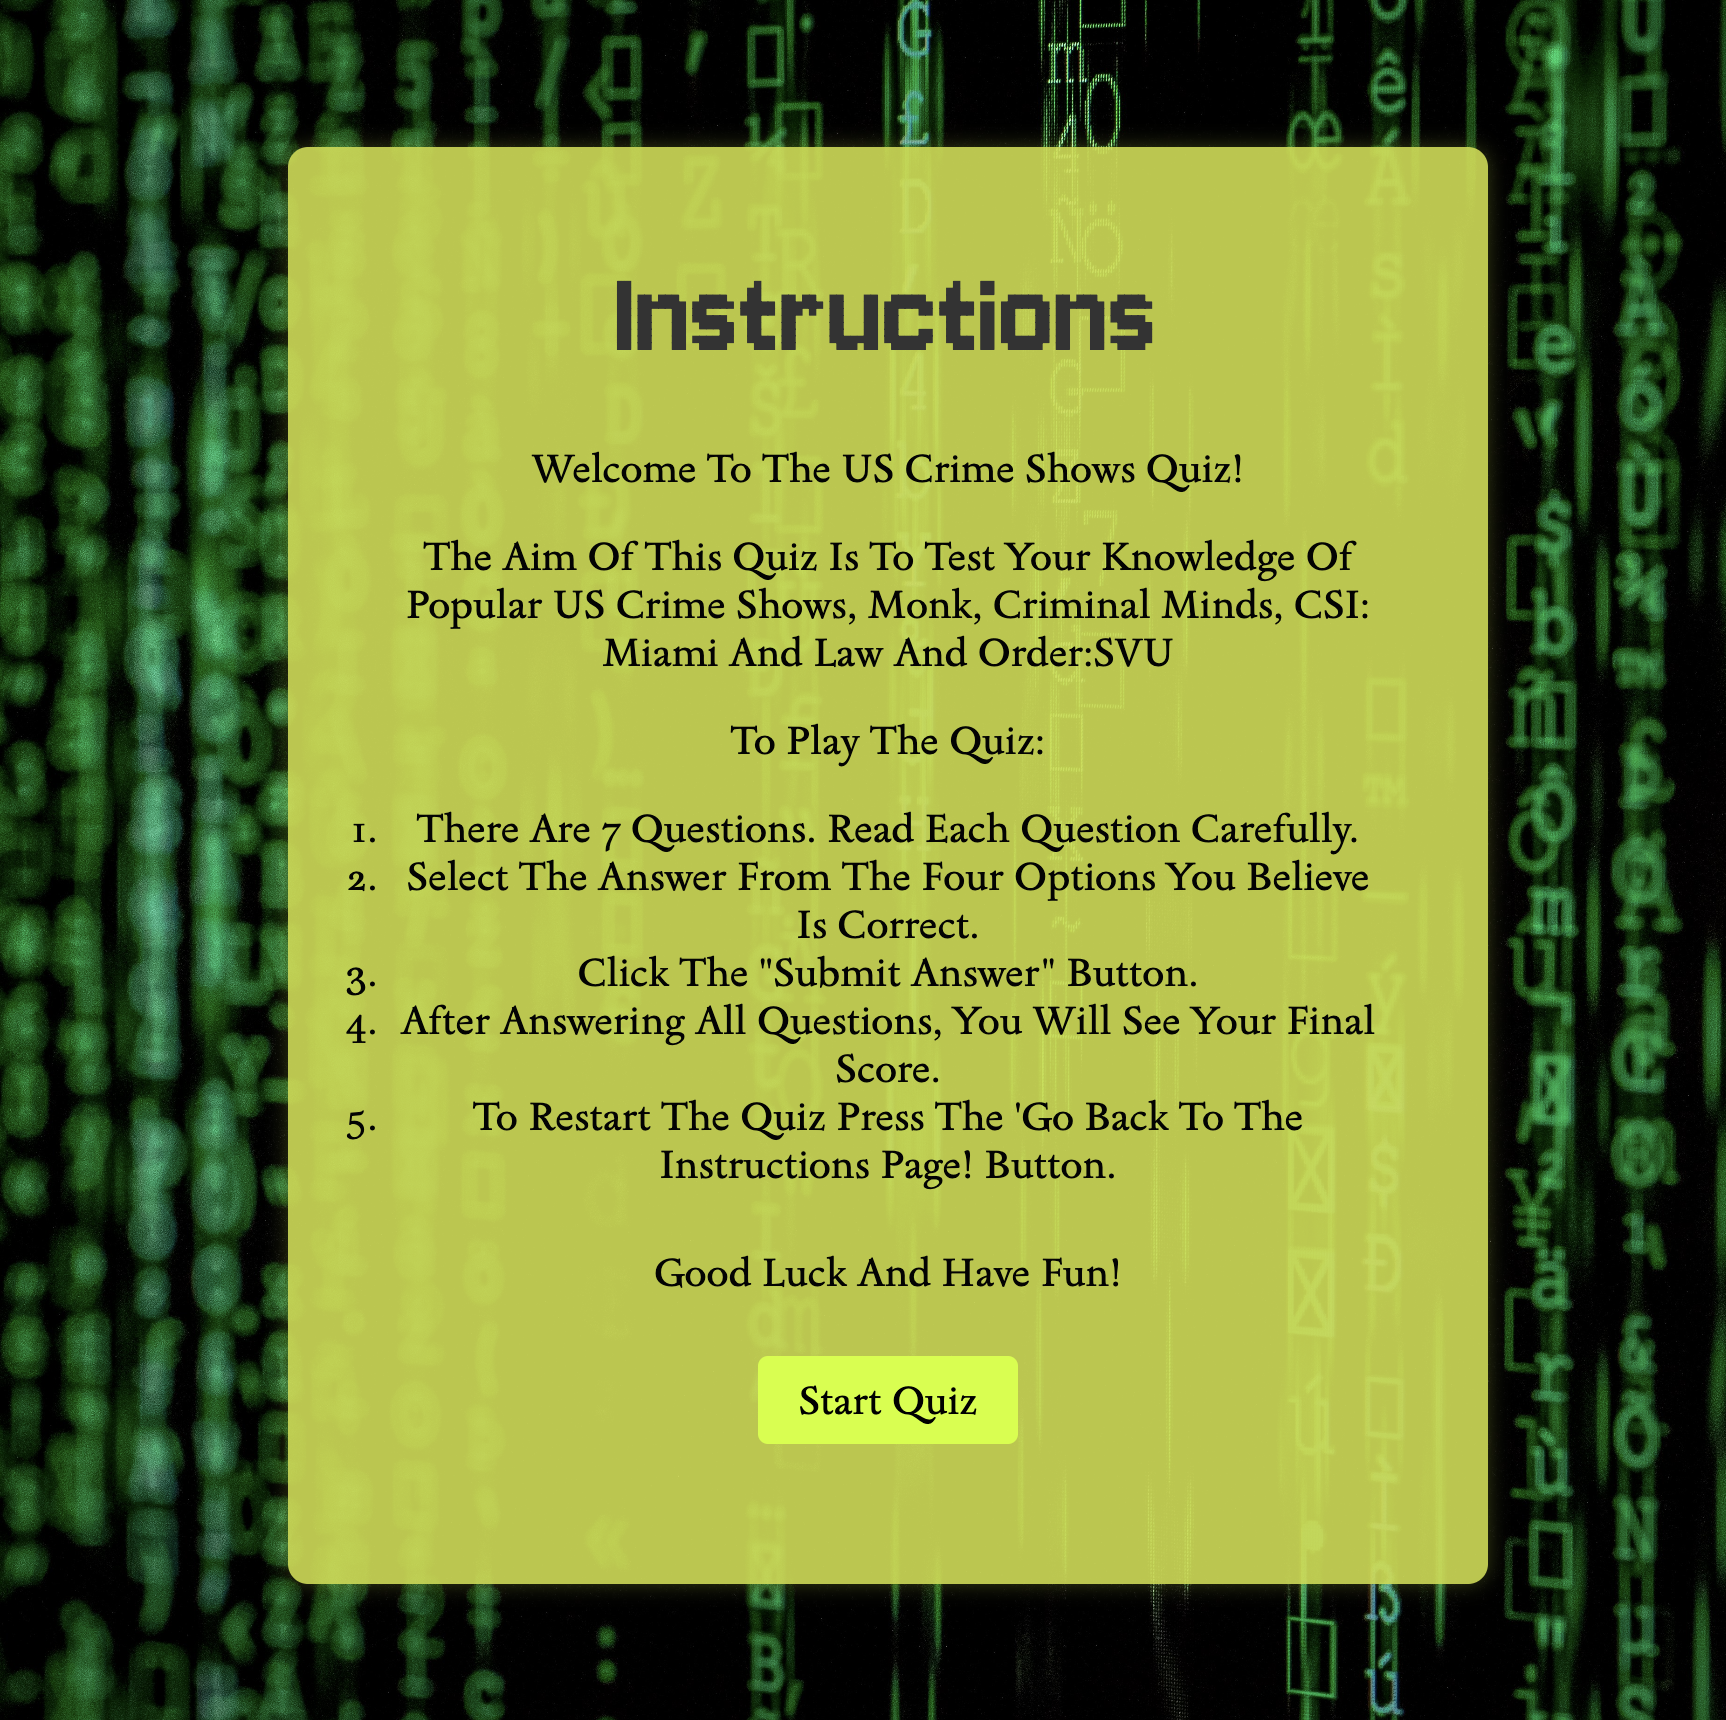 Instructions
Welcome To The US Crime Shows Quiz!
The Aim Of This Quiz Is To Test Your Knowledge Of
Popular US Crime Shows, Monk, Criminal Minds, CSI:
Miami And Law And Order:SVU
To Play The Quiz:
1. There Are 7 Questions. Read Each Question Carefully.
2. Select The Answer From The Four Options You Believe
Is Correct.
3. Click The "Submit Answer" Button.
4. After Answering All Questions, You Will See Your Final
Score.
5. To Restart The Quiz Press The 'Go Back To The
Instructions Page! Button.
Good Luck And Have Fun!
Start Quiz